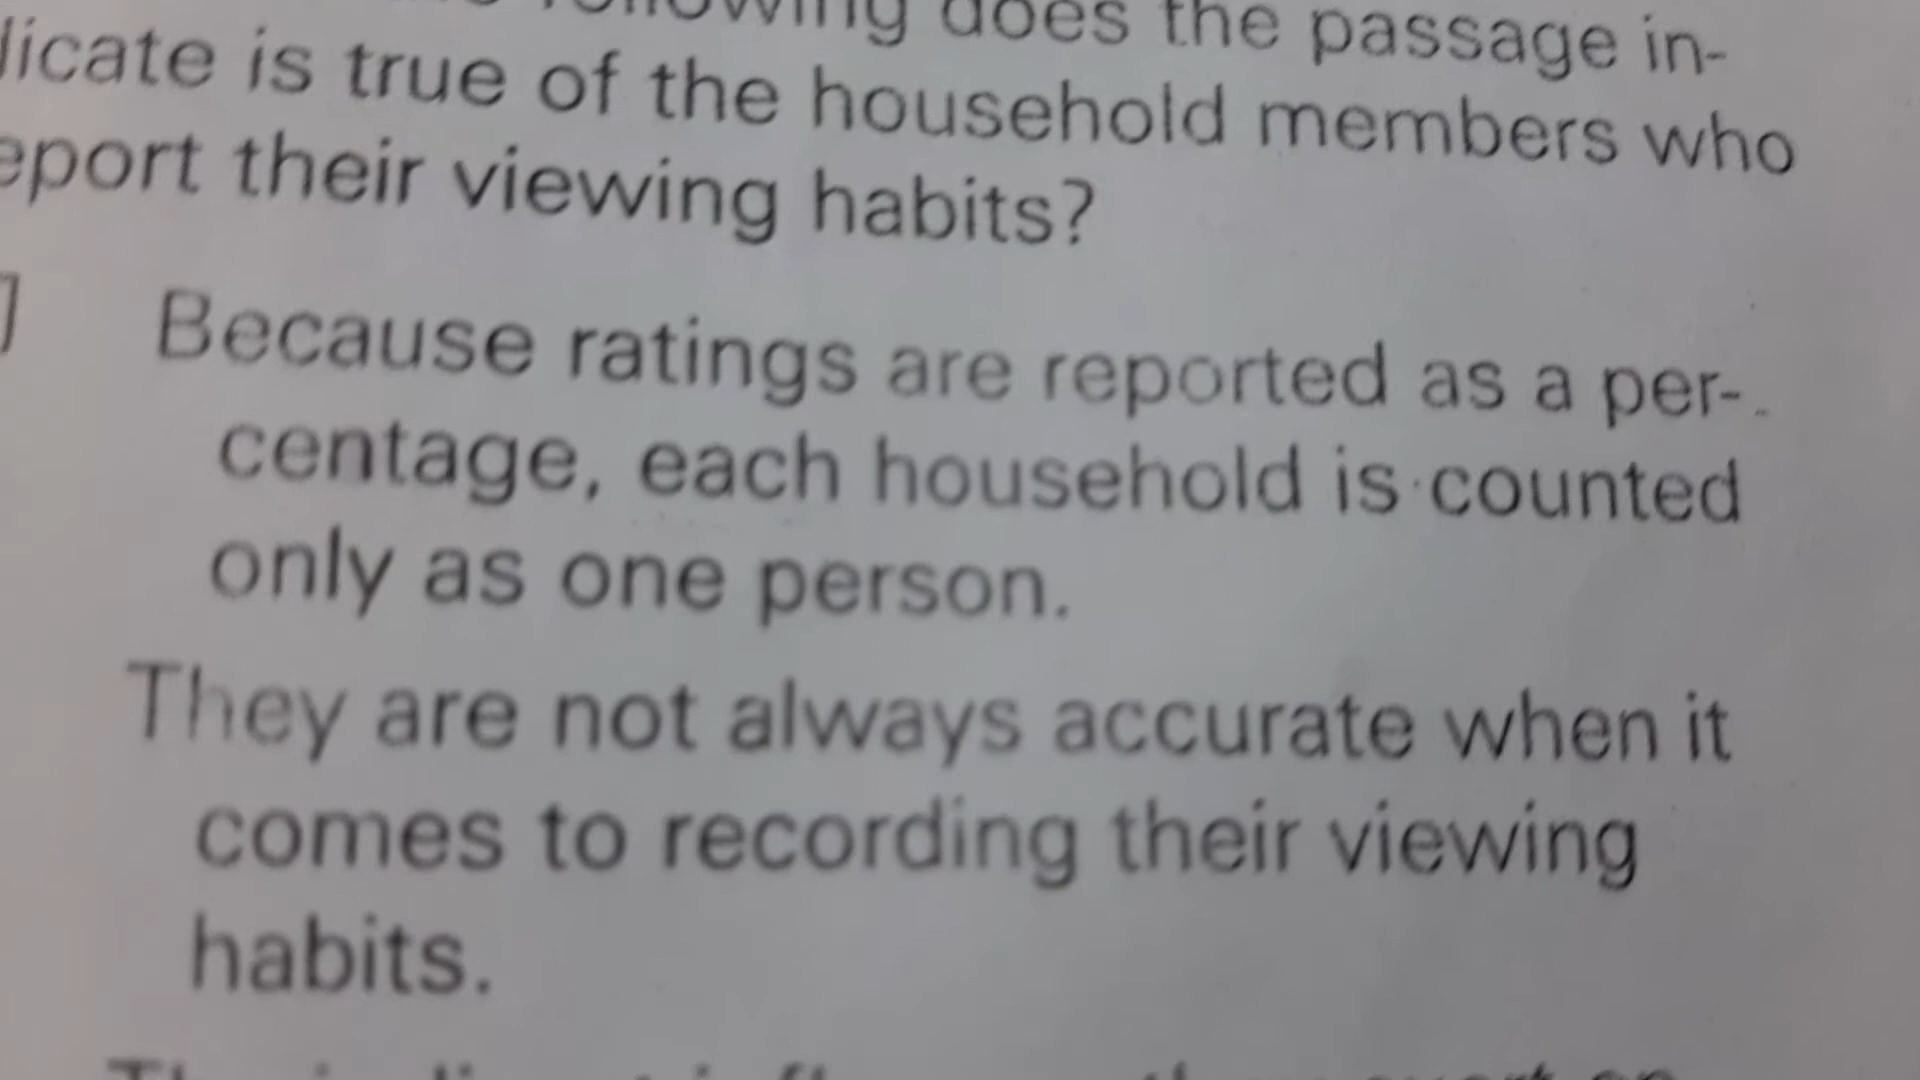 following does the passage in-
dicate is true of the household members who
eport their viewing habits?
] Because ratings are reported as a per-
centage, each household is counted
only as one person.
They are not always accurate when it
comes to recording their viewing
habits.